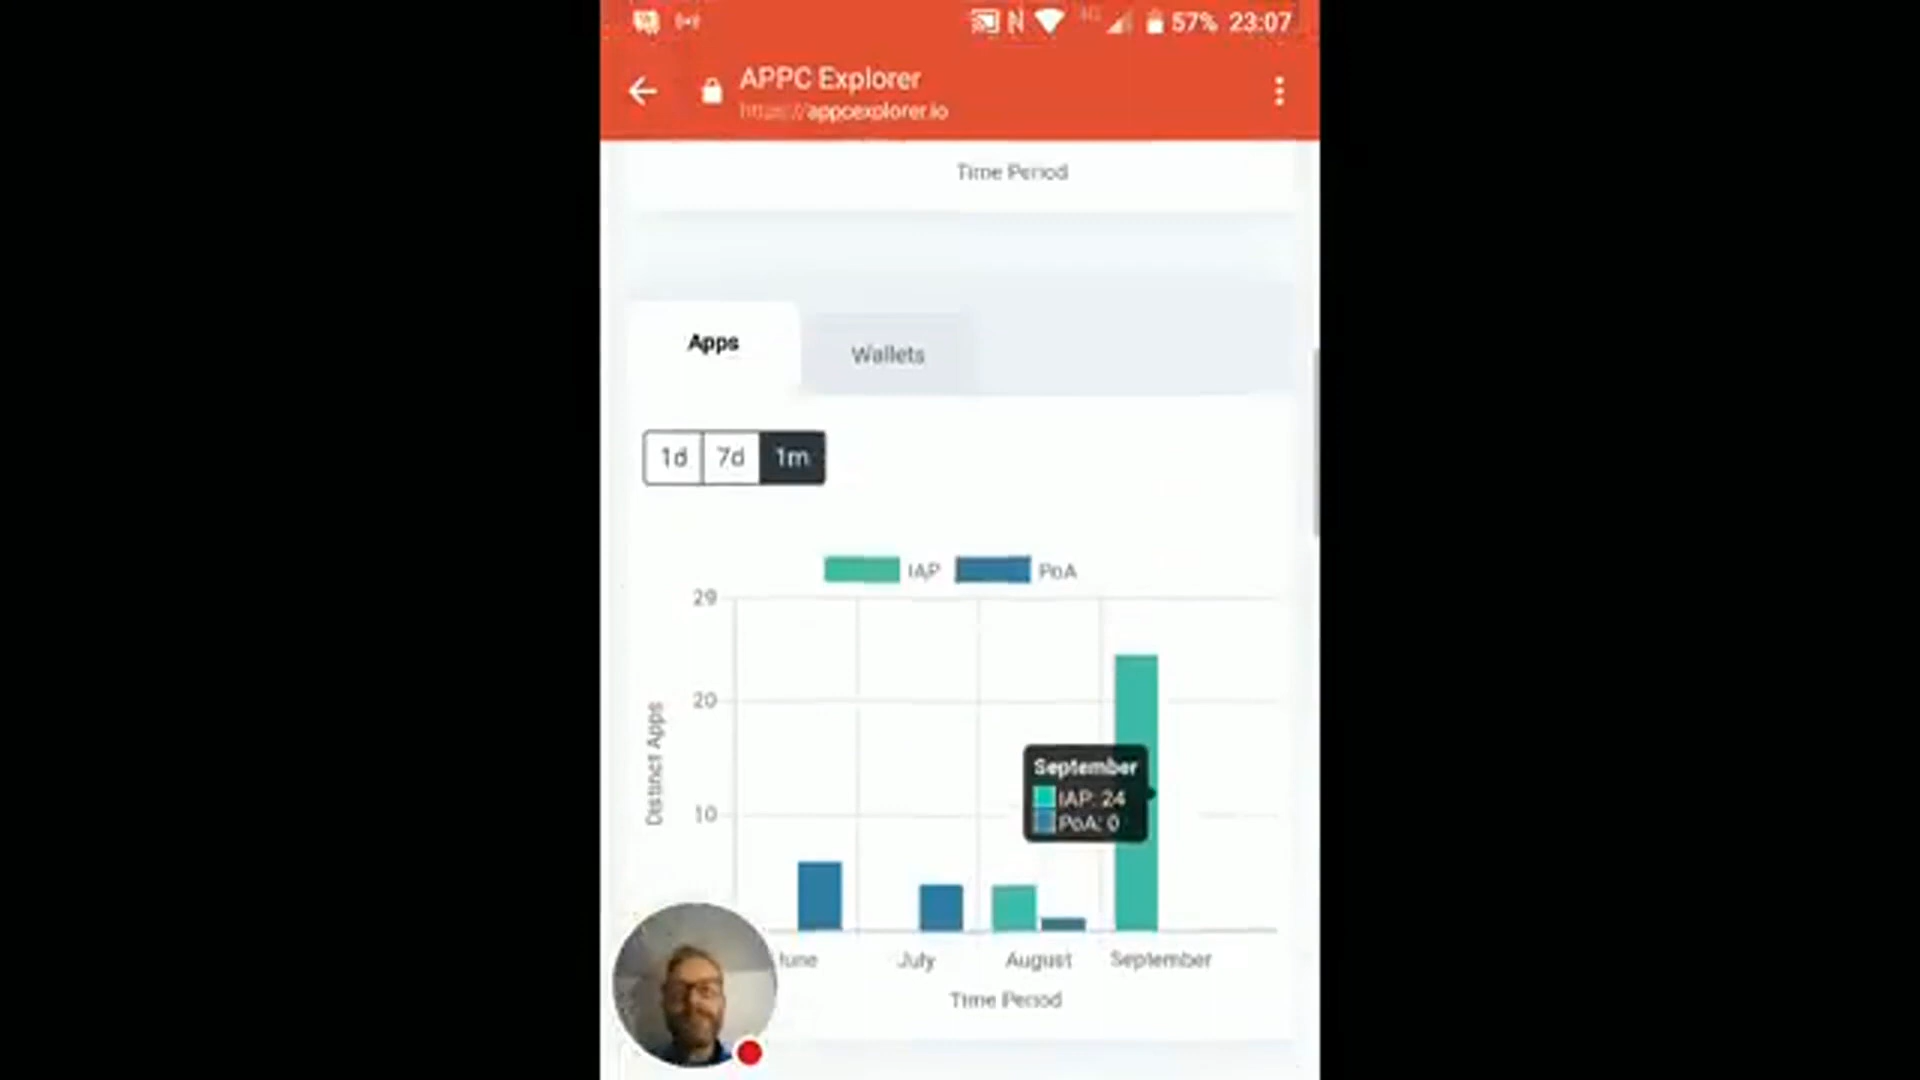 57% 23:07
APPC Explorer
https://appcexplorer.io
Time Period
Apps
Wallets
1d 7d 1m
IAP PoA
29
20
10
Distinct Apps
September
IAP: 24
PoA: 0
June July August September
Time Period